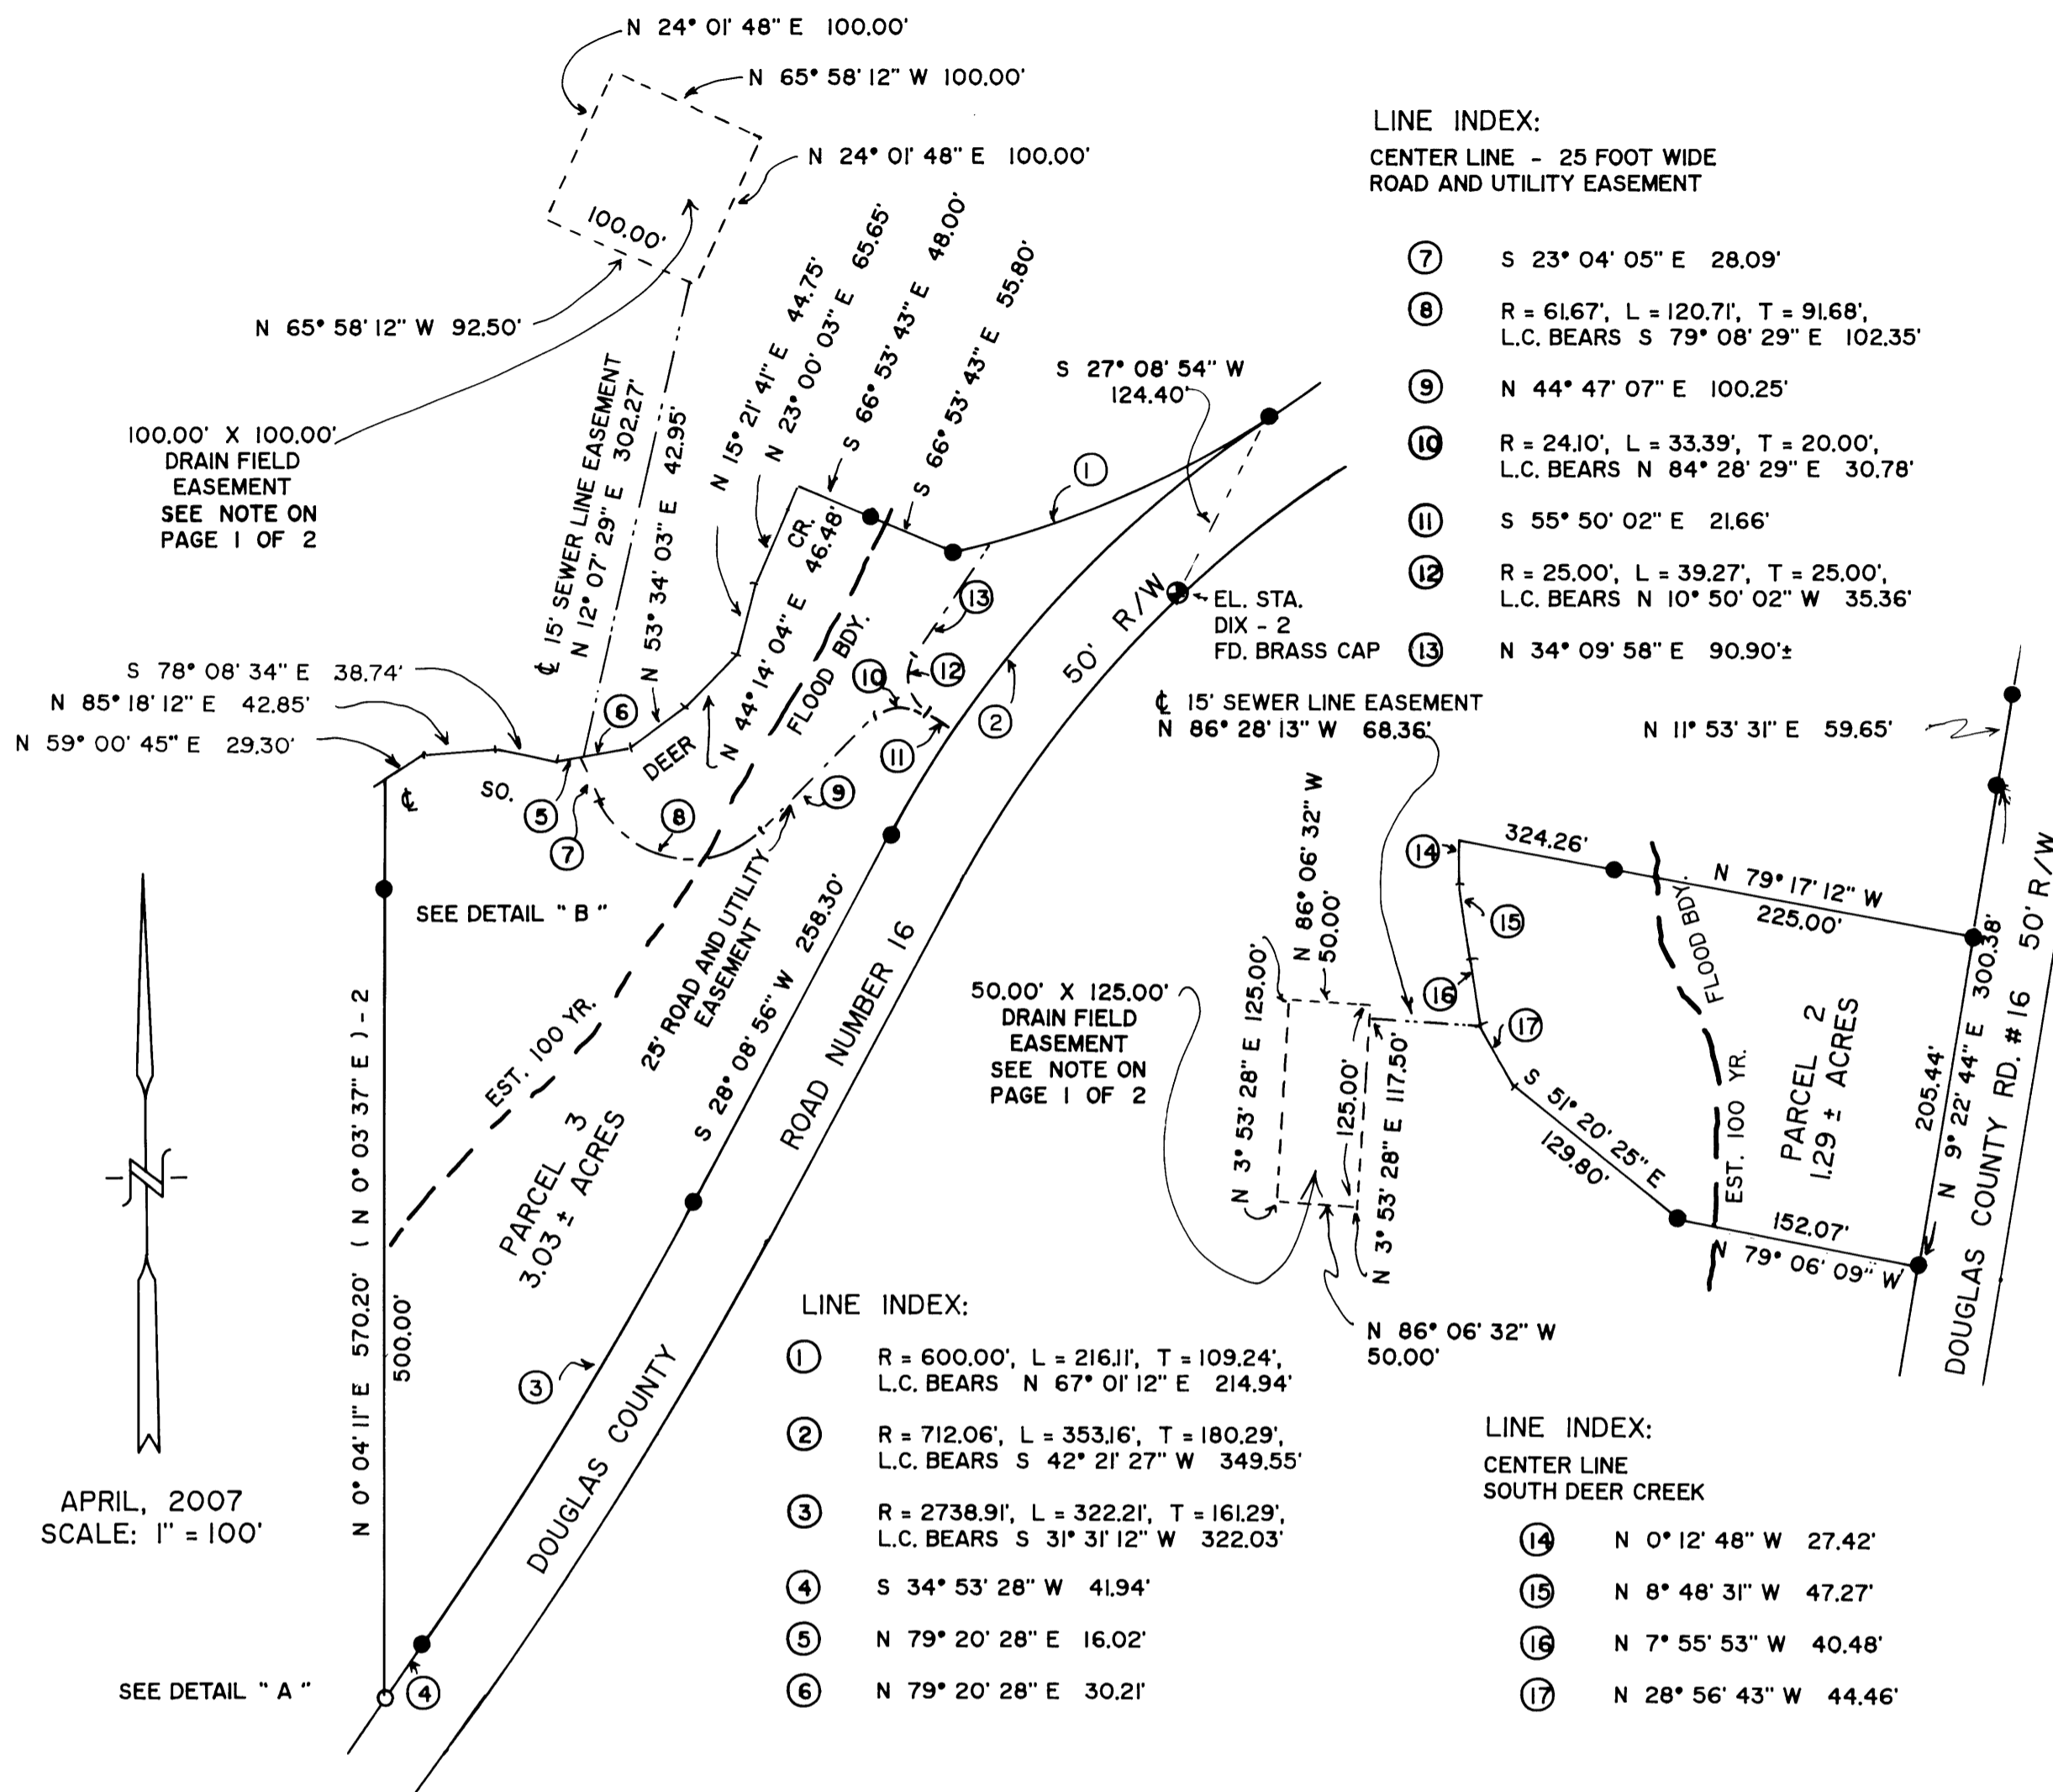 N 24° 01' 48" E 100.00'
N 65° 58' 12" W 100.00'
N 24° 01' 48" E 100.00'
100.00'
N 65° 58' 12" W 92.50'
100.00' X 100.00'
DRAIN FIELD
EASEMENT
SEE NOTE ON
PAGE 1 OF 2
℄ 15' SEWER LINE EASEMENT
N 12° 07' 29" E 302.27'
N 53° 34' 03" E 42.95'
N 15° 21' 41" E 44.75'
N 23° 00' 03" E 65.65'
S 66° 53' 43" E 48.00'
S 66° 53' 43" E 55.80'
S 27° 08' 54" W
124.40'
1
CR.
N 44° 14' 04" E 46.48'
FLOOD BDY.
13
12
10
11
2
50' R/W
EL. STA.
DIX - 2
FD. BRASS CAP
S 78° 08' 34" E 38.74'
N 85° 18' 12" E 42.85'
N 59° 00' 45" E 29.30'
6
℄
SO.
DEER
5
7
8
9
SEE DETAIL "B"
25' ROAD AND UTILITY
EASEMENT
S 28° 08' 56" W 258.30'
EST. 100 YR.
PARCEL 3
3.03 ± ACRES
N 0° 04' 11" E 570.20' ( N 0° 03' 37" E ) - 2
500.00'
3
DOUGLAS COUNTY
ROAD NUMBER 16
APRIL, 2007
SCALE: 1" = 100'
SEE DETAIL "A"
4
LINE INDEX:
CENTER LINE - 25 FOOT WIDE
ROAD AND UTILITY EASEMENT
7 S 23° 04' 05" E 28.09'
8 R = 61.67', L = 120.71', T = 91.68',
L.C. BEARS S 79° 08' 29" E 102.35'
9 N 44° 47' 07" E 100.25'
10 R = 24.10', L = 33.39', T = 20.00',
L.C. BEARS N 84° 28' 29" E 30.78'
11 S 55° 50' 02" E 21.66'
12 R = 25.00', L = 39.27', T = 25.00',
L.C. BEARS N 10° 50' 02" W 35.36'
13 N 34° 09' 58" E 90.90'±
℄ 15' SEWER LINE EASEMENT
N 86° 28' 13" W 68.36'
N 11° 53' 31" E 59.65'
14
324.26'
N 79° 17' 12" W
225.00'
15
16
17
FLOOD BDY.
N 86° 06' 32" W
50.00'
50.00' X 125.00'
DRAIN FIELD
EASEMENT
SEE NOTE ON
PAGE 1 OF 2
N 3° 53' 28" E 125.00'
125.00'
N 3° 53' 28" E 117.50'
N 86° 06' 32" W
50.00'
S 51° 20' 25" E
129.80'
EST. 100 YR.
PARCEL 2
1.29 ± ACRES
152.07'
N 79° 06' 09" W
205.44'
N 9° 22' 44" E 300.38'
DOUGLAS COUNTY RD. #16 50' R/W
LINE INDEX:
1 R = 600.00', L = 216.11', T = 109.24',
L.C. BEARS N 67° 01' 12" E 214.94'
2 R = 712.06', L = 353.16', T = 180.29',
L.C. BEARS S 42° 21' 27" W 349.55'
3 R = 2738.91', L = 322.21', T = 161.29',
L.C. BEARS S 31° 31' 12" W 322.03'
4 S 34° 53' 28" W 41.94'
5 N 79° 20' 28" E 16.02'
6 N 79° 20' 28" E 30.21'
LINE INDEX:
CENTER LINE
SOUTH DEER CREEK
14 N 0° 12' 48" W 27.42'
15 N 8° 48' 31" W 47.27'
16 N 7° 55' 53" W 40.48'
17 N 28° 56' 43" W 44.46'